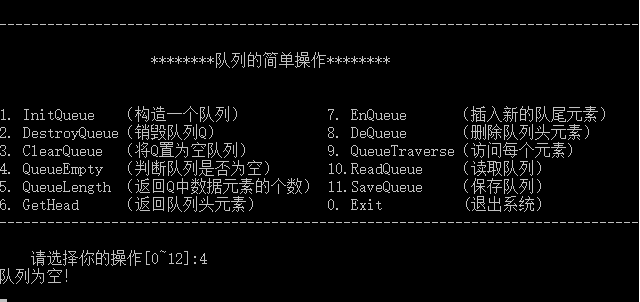 ********队列的简单操作********
1. InitQueue (构造一个队列) 7. EnQueue (插入新的队尾元素)
2. DestroyQueue (销毁队列Q) 8. DeQueue (删除队列头元素)
3. ClearQueue (将Q置为空队列) 9. QueueTraverse (访问每个元素)
4. QueueEmpty (判断队列是否为空) 10. ReadQueue (读取队列)
5. QueueLength (返回Q中数据元素的个数) 11. SaveQueue (保存队列)
6. GetHead (返回队列头元素) 0. Exit (退出系统)
请选择你的操作[0~12]:4
队列为空!